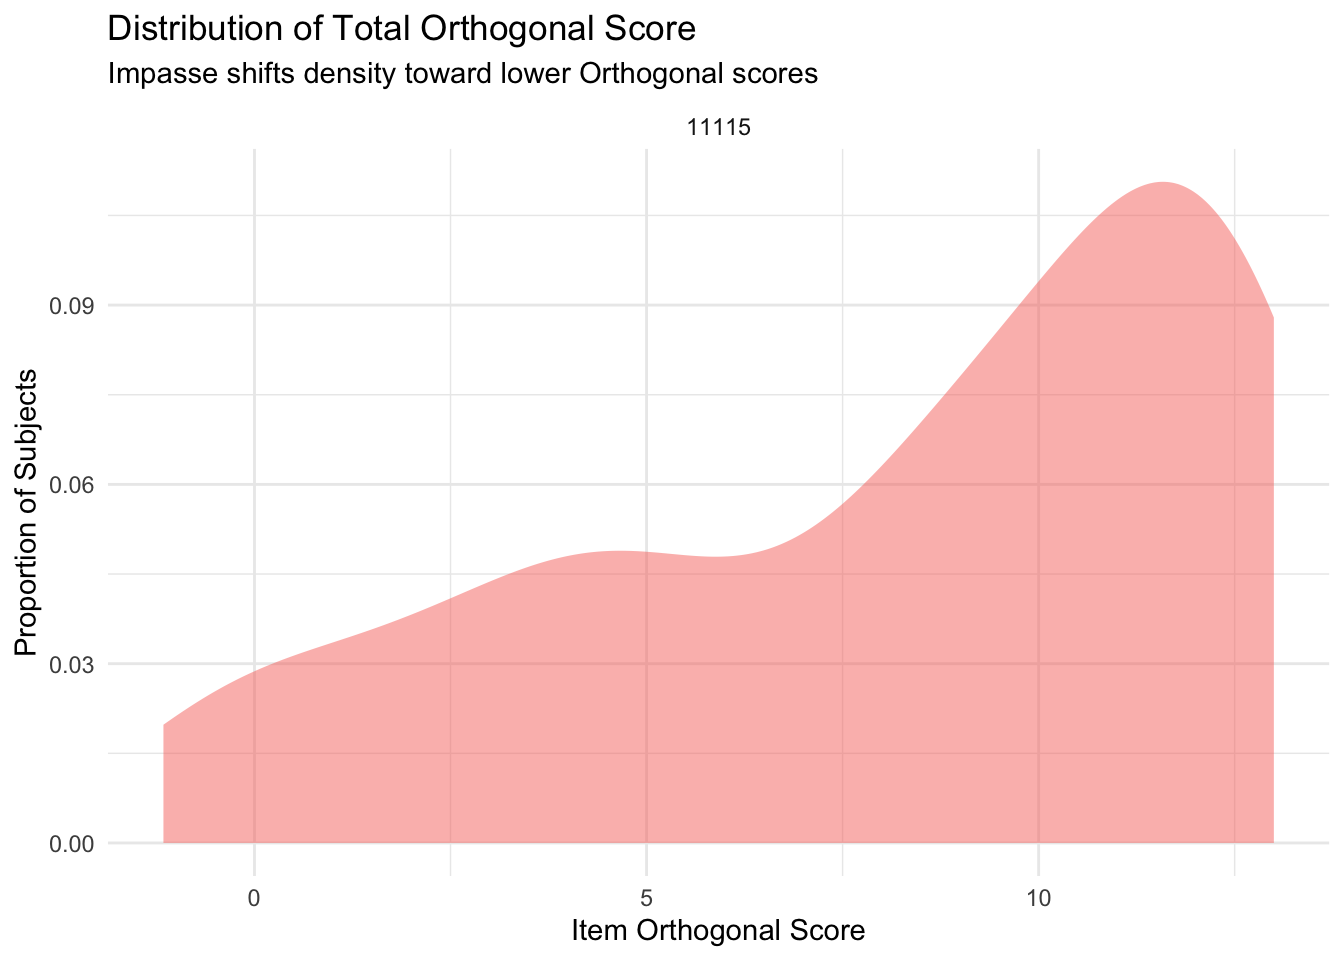 Distribution of Total Orthogonal Score
Impasse shifts density toward lower Orthogonal scores
11115
Proportion of Subjects
0.09
0.06
0.03
0.00
0 5 10
Item Orthogonal Score